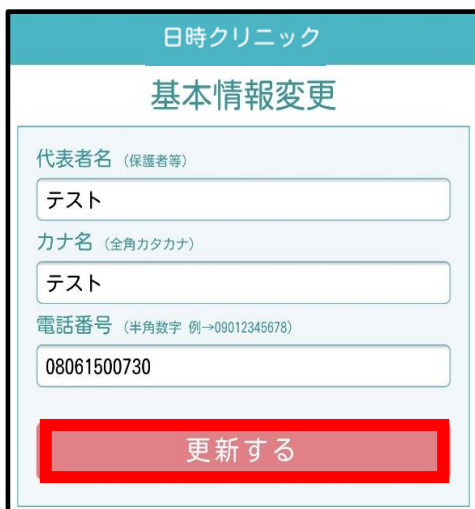 日時クリニック
基本情報変更
代表者名 (保護者等)
テスト
カナ名 (全角カタカナ)
テスト
電話番号 (半角数字 例→09012345678)
08061500730
更新する